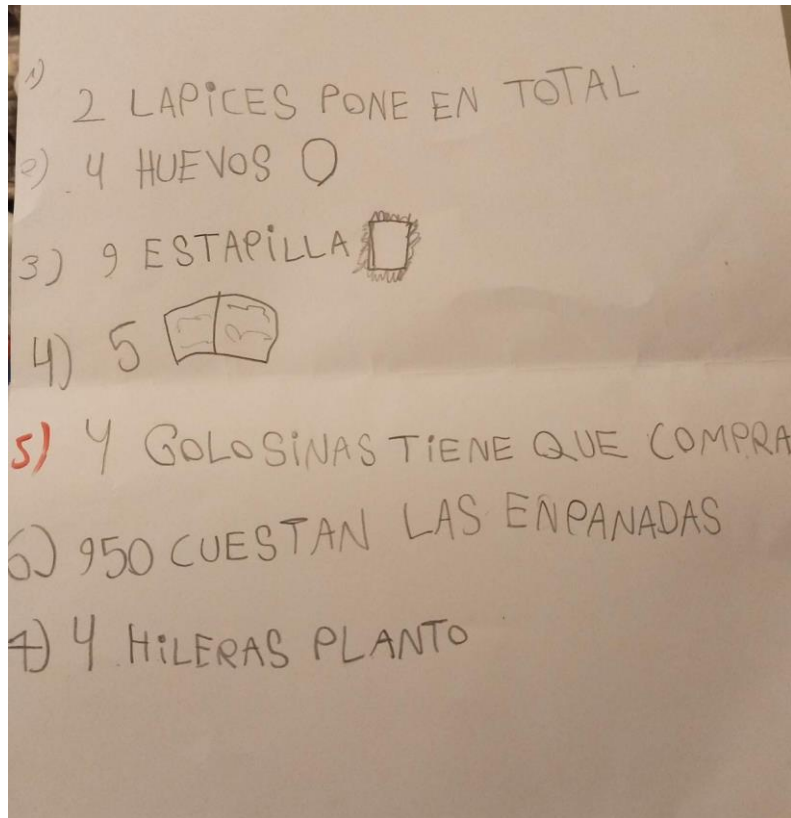 1)
2 LAPICES PONE EN TOTAL
2) 4 HUEVOS
3) 9 ESTAPILLA
4) 5
5) 4 GOLOSINAS TIENE QUE COMPRA
6) 950 CUESTAN LAS ENPANADAS
7) 4 HILERAS PLANTO